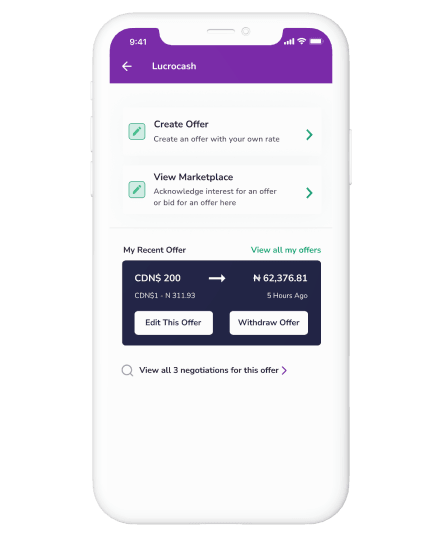 9:41
Lucrocash
Create Offer
Create an offer with your own rate
View Marketplace
Acknowledge interest for an offer
or bid for an offer here
My Recent Offer
View all my offers
CDN$ 200
₦ 62,376.81
CDN$1 - N 311.93
5 Hours Ago
Edit This Offer
Withdraw Offer
View all 3 negotiations for this offer